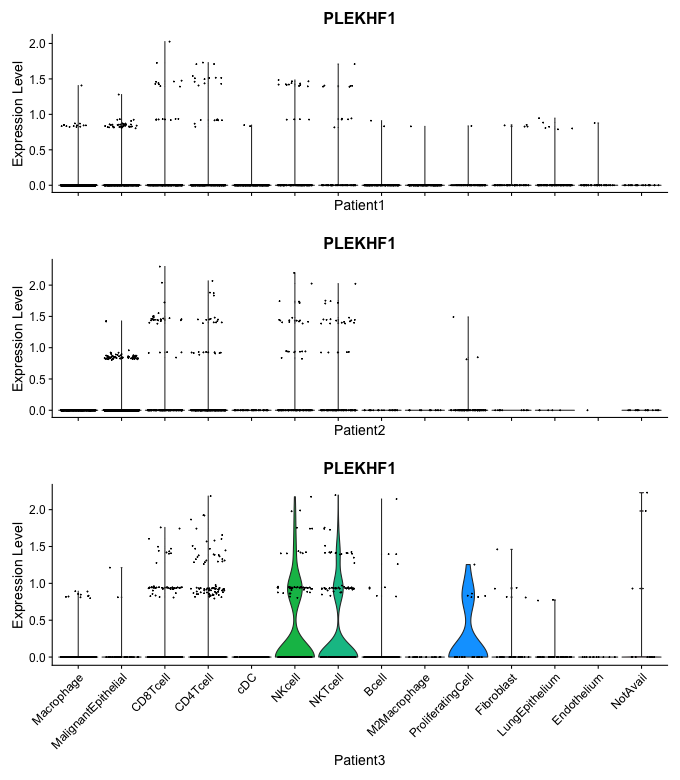 PLEKHF1
Expression Level
2.0
1.5
1.0
0.5
0.0
Patient1
PLEKHF1
Expression Level
2.0
1.5
1.0
0.5
0.0
Patient2
PLEKHF1
Expression Level
2.0
1.5
1.0
0.5
0.0
Macrophage
MalignantEpithelial
CD8Tcell
CD4Tcell
cDC
NKcell
NKTcell
Bcell
M2Macrophage
ProliferatingCell
Fibroblast
LungEpithelium
Endothelium
NotAvail
Patient3